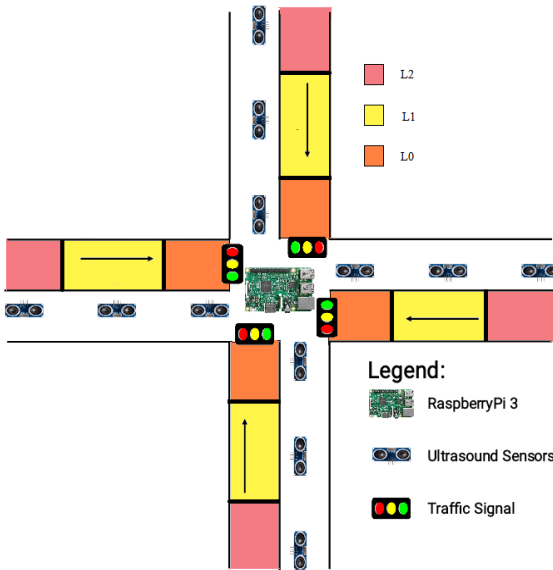 L2
L1
L0
Legend:
RaspberryPi 3
Ultrasound Sensors
Traffic Signal